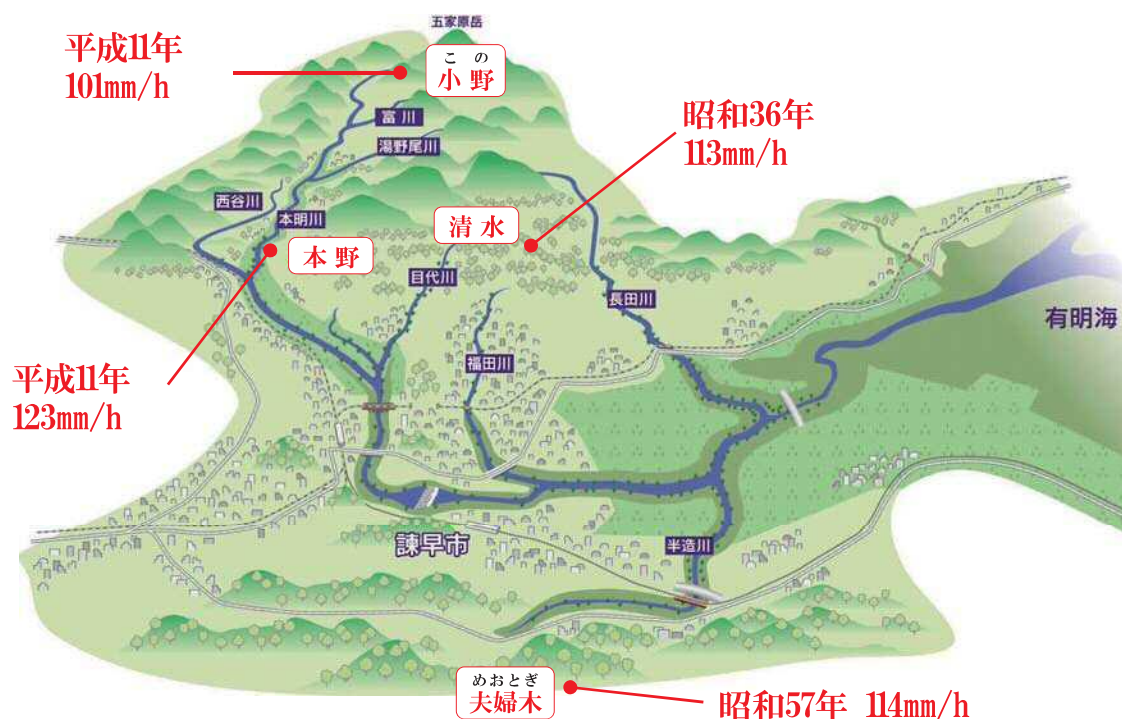 五家原岳
平成11年
101mm/h
この
小野
富川
湯野尾川
昭和36年
113mm/h
西谷川
本明川
清水
本野
目代川
長田川
有明海
福田川
平成11年
123mm/h
諫早市
半造川
めおとぎ
夫婦木
昭和57年 114mm/h